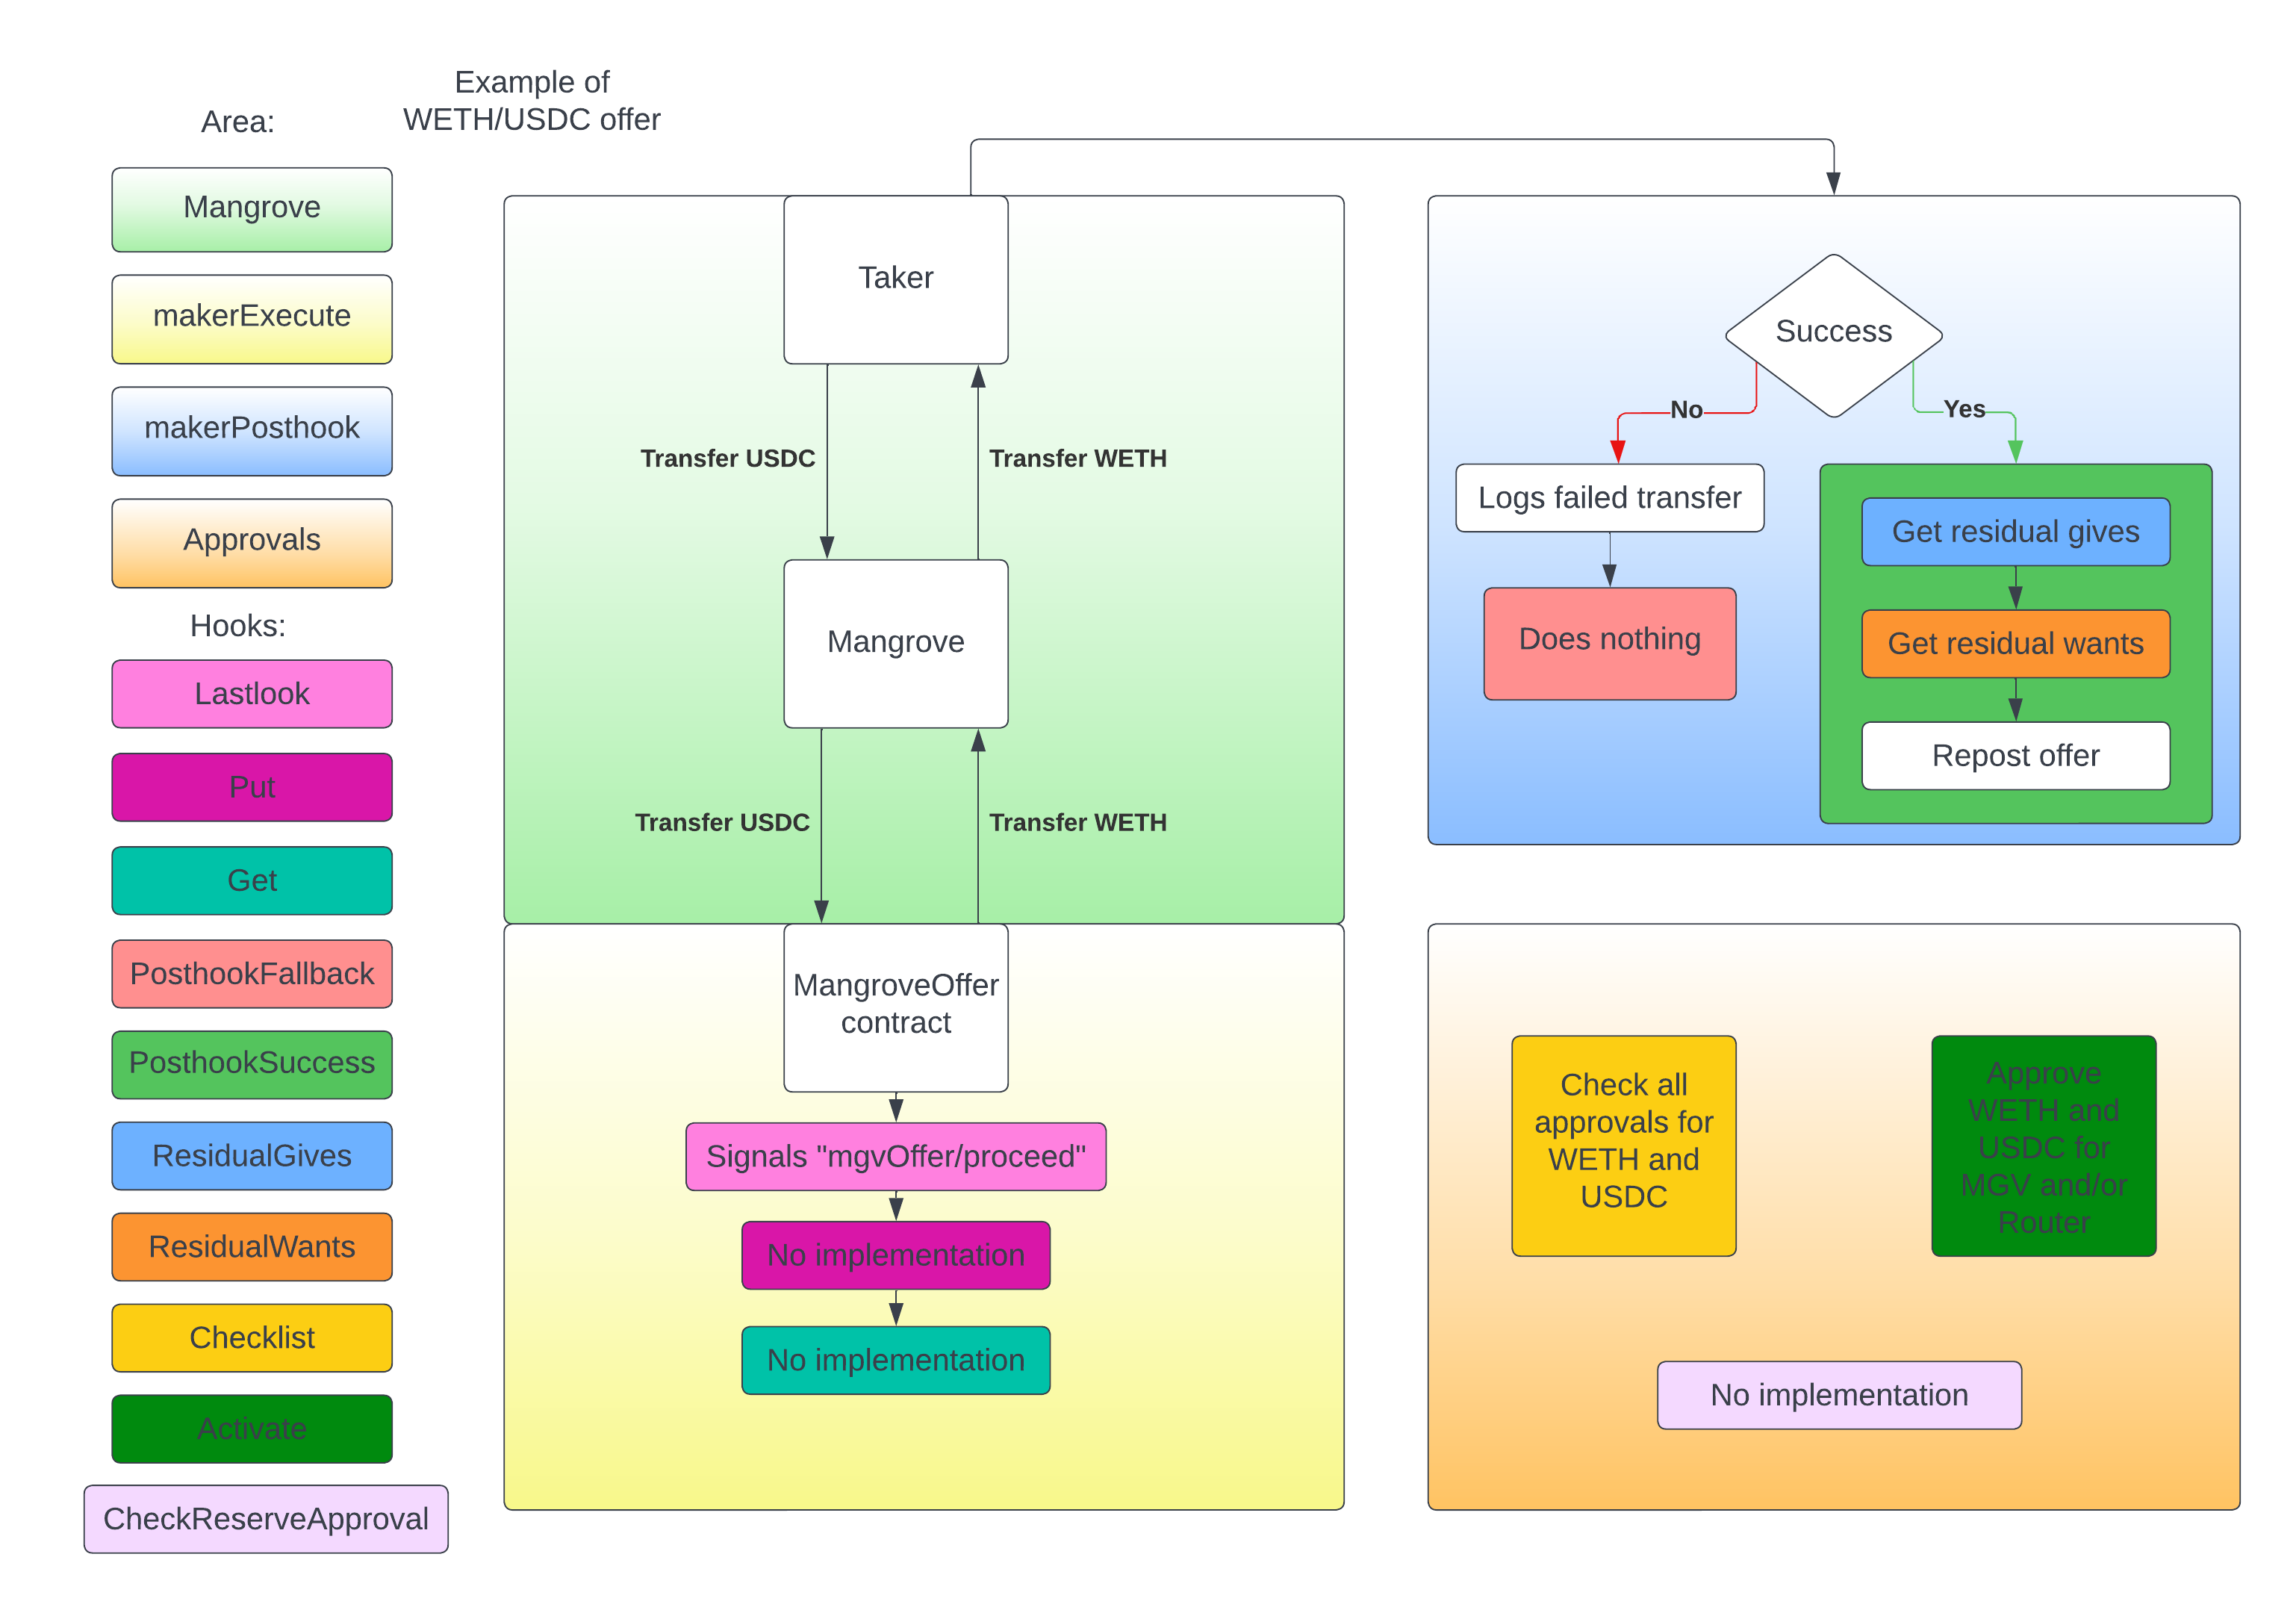 Example of
WETH/USDC offer
Area:
Mangrove
makerExecute
makerPosthook
Approvals
Hooks:
Lastlook
Put
Get
PosthookFallback
PosthookSuccess
ResidualGives
ResidualWants
Checklist
Activate
CheckReserveApproval
Taker
Transfer USDC
Transfer WETH
Mangrove
Transfer USDC
Transfer WETH
MangroveOffer
contract
Signals "mgvOffer/proceed"
No implementation
No implementation
Success
No
Yes
Logs failed transfer
Does nothing
Get residual gives
Get residual wants
Repost offer
Check all
approvals for
WETH and
USDC
Approve
WETH and
USDC for
MGV and/or
Router
No implementation